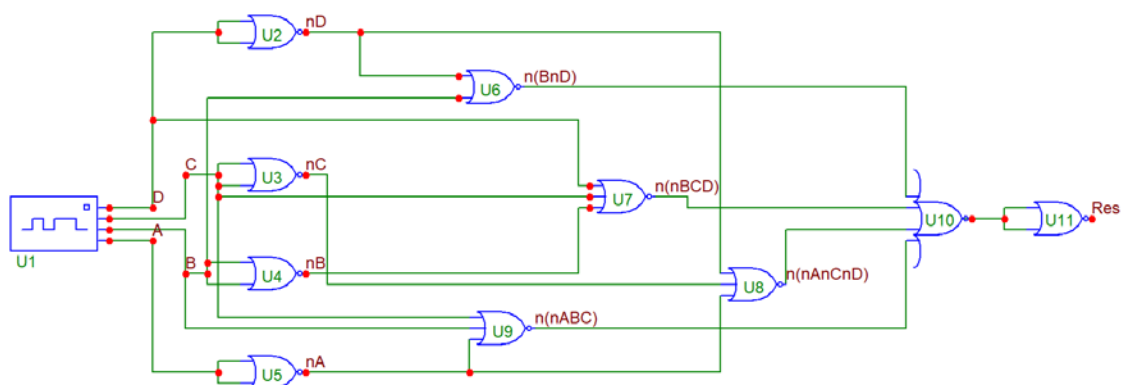 nD
U2
n(BnD)
U6
C
nC
U3
D
n(nBCD)
U7
Res
U10
U11
A
U1
B
nB
U4
n(nAnCnD)
U8
n(nABC)
U9
nA
U5